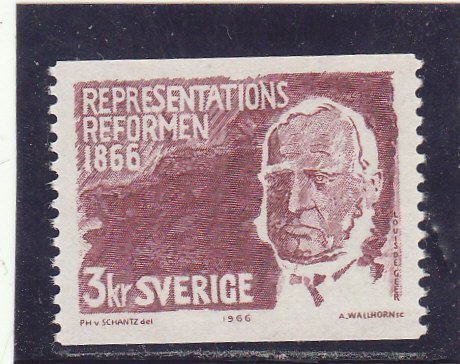 REPRESENTATIONS
REFORMEN
1866
LOUIS DE GEER
3kr SVERIGE
PH v. SCHANTZ del 1966 A. WALLHORN sc